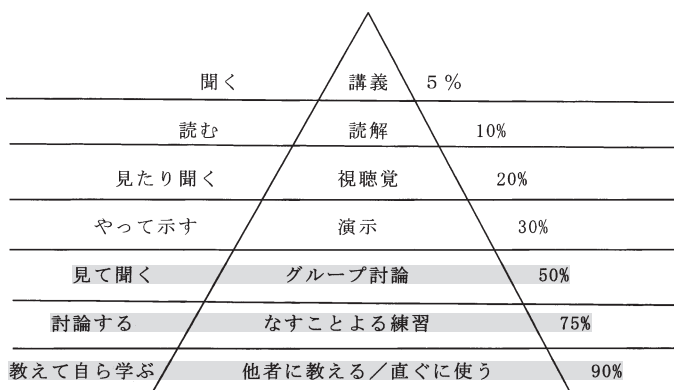 聞く 講義 5%
読む 読解 10%
見たり聞く 視聴覚 20%
やって示す 演示 30%
見て聞く グループ討論 50%
討論する なすことよる練習 75%
教えて自ら学ぶ 他者に教える／直ぐに使う 90%